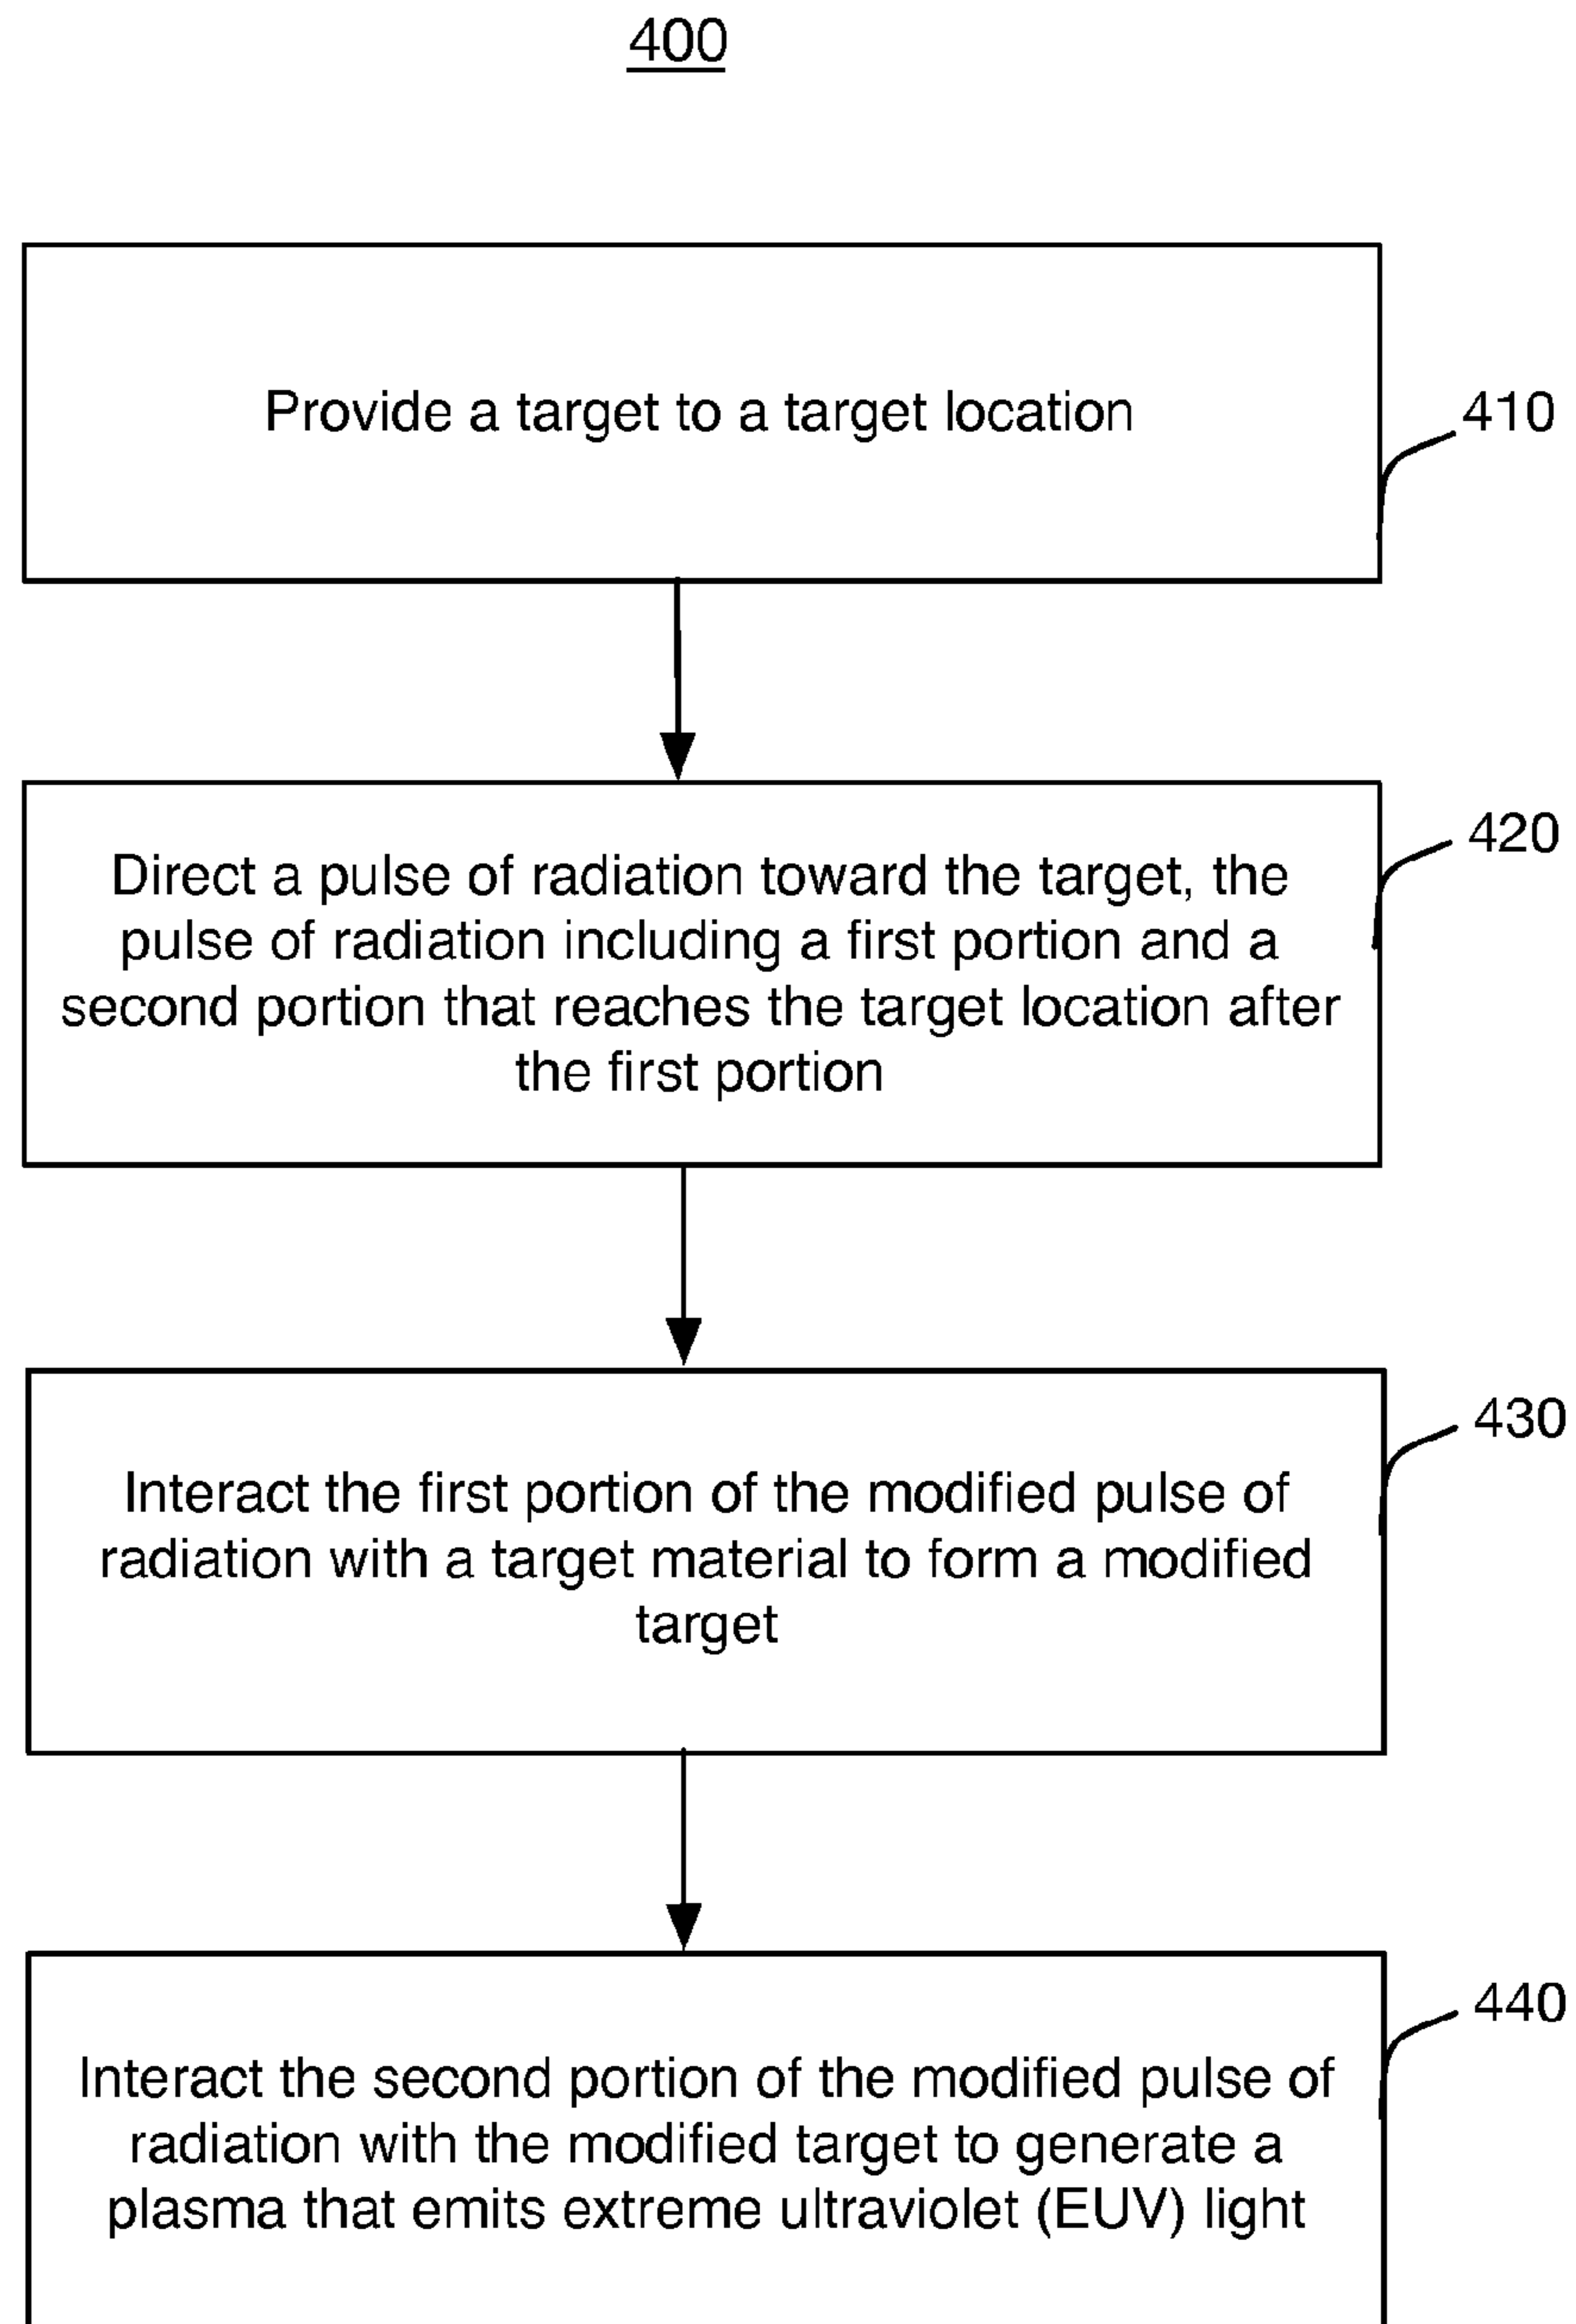 400
Provide a target to a target location
410
Direct a pulse of radiation toward the target, the
pulse of radiation including a first portion and a
second portion that reaches the target location after
the first portion
420
Interact the first portion of the modified pulse of
radiation with a target material to form a modified
target
430
Interact the second portion of the modified pulse of
radiation with the modified target to generate a
plasma that emits extreme ultraviolet (EUV) light
440